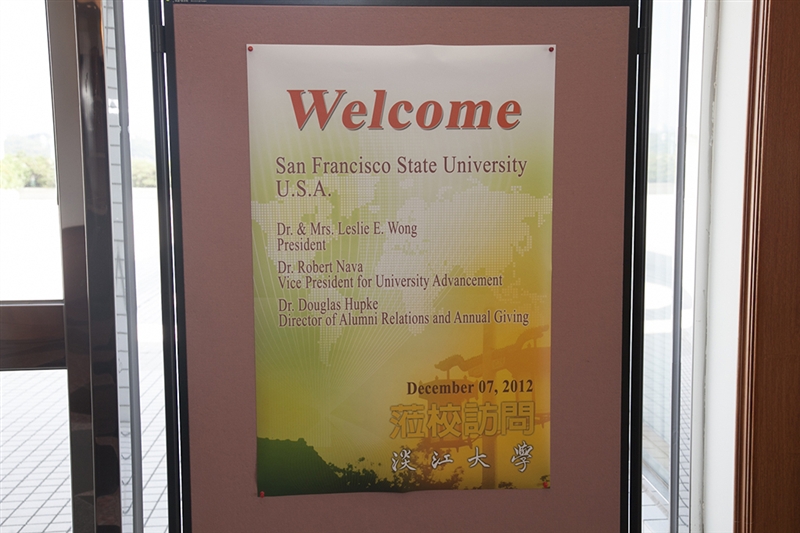 Welcome
San Francisco State University
U.S.A.
Dr. & Mrs. Leslie E. Wong
President
Dr. Robert Nava
Vice President for University Advancement
Dr. Douglas Hupke
Director of Alumni Relations and Annual Giving
December 07, 2012
蒞校訪問
淡江大學